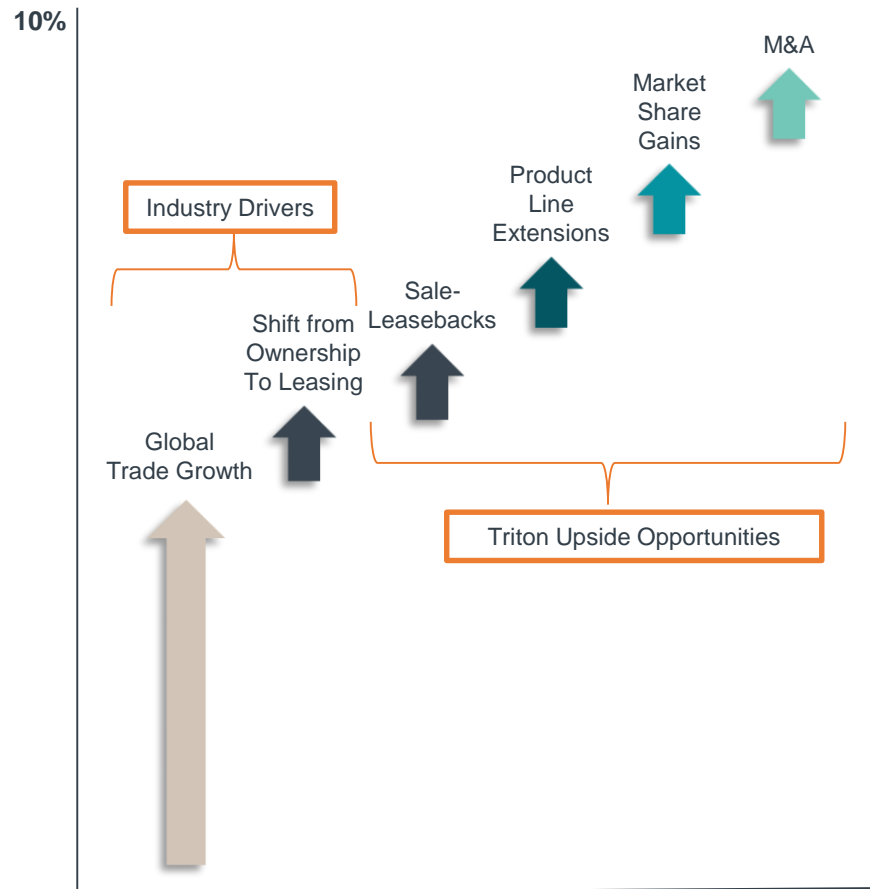 10%
M&A
Market
Share
Gains
Product
Line
Extensions
Industry Drivers
Sale-
Leasebacks
Shift from
Ownership
To Leasing
Global
Trade Growth
Triton Upside Opportunities